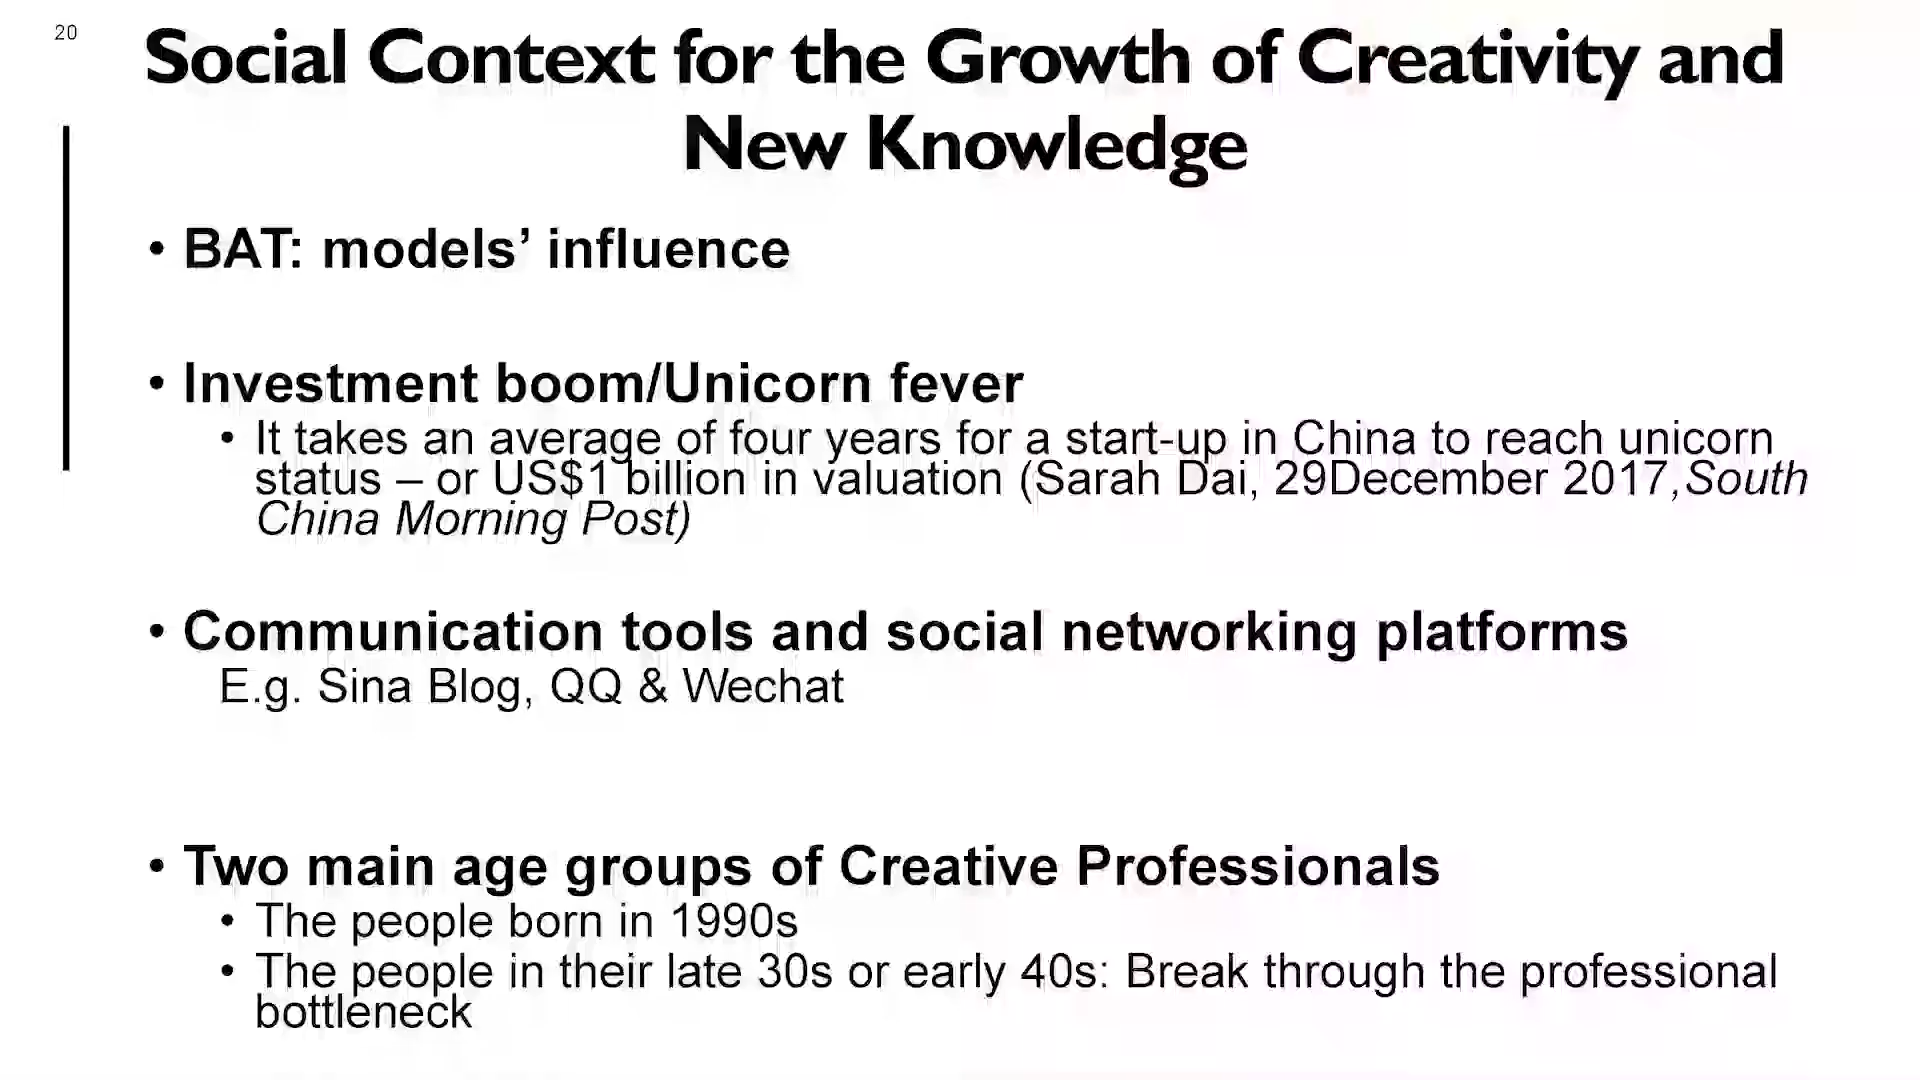 20
Social Context for the Growth of Creativity and
New Knowledge
• BAT: models’ influence
• Investment boom/Unicorn fever
• It takes an average of four years for a start-up in China to reach unicorn
status – or US$1 billion in valuation (Sarah Dai, 29December 2017,South
China Morning Post)
• Communication tools and social networking platforms
E.g. Sina Blog, QQ & Wechat
• Two main age groups of Creative Professionals
• The people born in 1990s
• The people in their late 30s or early 40s: Break through the professional
bottleneck